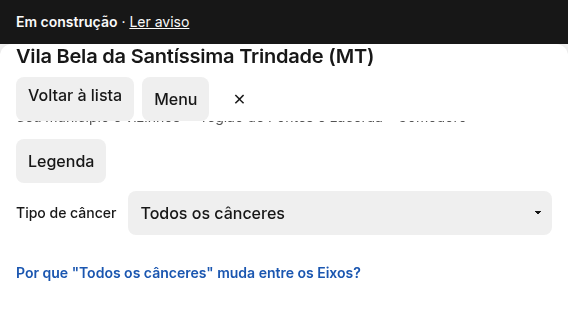 Em construção · Ler aviso
Vila Bela da Santíssima Trindade (MT)
Voltar à lista
Menu
×
Legenda
Tipo de câncer
Todos os cânceres
Por que "Todos os cânceres" muda entre os Eixos?